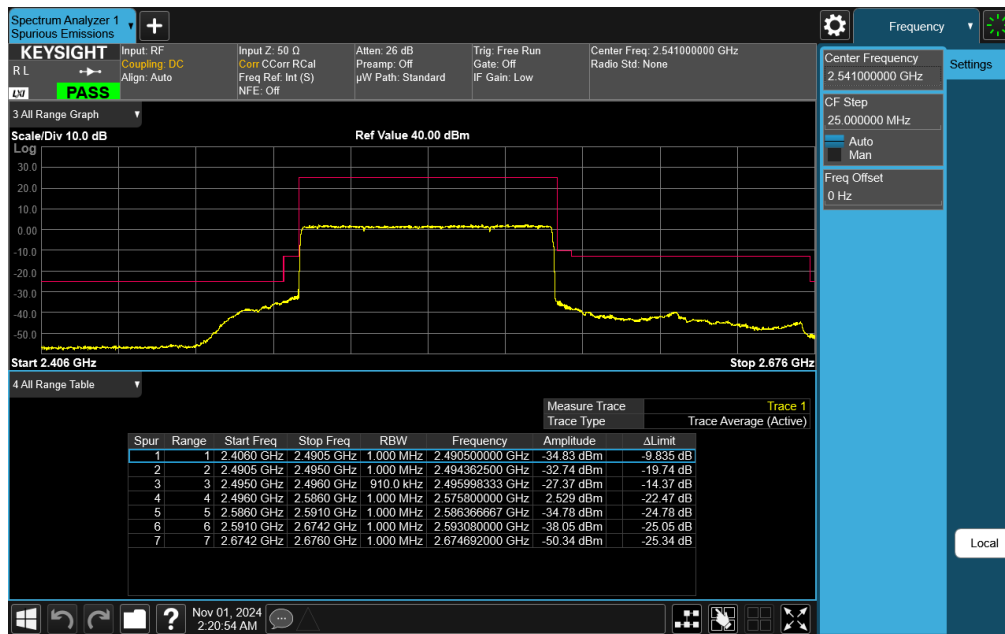 Spectrum Analyzer 1
Spurious Emissions
Frequency
KEYSIGHT
R L
LXI
PASS
Input: RF
Coupling: DC
Align: Auto
Input Z: 50 Ω
Corr CCorr RCal
Freq Ref: Int (S)
NFE: Off
Atten: 26 dB
Preamp: Off
µW Path: Standard
Trig: Free Run
Gate: Off
IF Gain: Low
Center Freq: 2.541000000 GHz
Radio Std: None
Center Frequency
2.541000000 GHz
Settings
CF Step
25.000000 MHz
Auto
Man
Freq Offset
0 Hz
3 All Range Graph
Scale/Div 10.0 dB
Ref Value 40.00 dBm
Log
30.0
20.0
10.0
0.00
-10.0
-20.0
-30.0
-40.0
-50.0
Start 2.406 GHz
Stop 2.676 GHz
4 All Range Table
Measure Trace Trace 1
Trace Type Trace Average (Active)
Spur Range Start Freq Stop Freq RBW Frequency Amplitude ΔLimit
1 1 2.4060 GHz 2.4905 GHz 1.000 MHz 2.490500000 GHz -34.83 dBm -9.835 dB
2 2 2.4905 GHz 2.4950 GHz 1.000 MHz 2.494362500 GHz -32.74 dBm -19.74 dB
3 3 2.4950 GHz 2.4960 GHz 910.0 kHz 2.495998333 GHz -27.37 dBm -14.37 dB
4 4 2.4960 GHz 2.5860 GHz 1.000 MHz 2.575800000 GHz 2.529 dBm -22.47 dB
5 5 2.5860 GHz 2.5910 GHz 1.000 MHz 2.586366667 GHz -34.78 dBm -24.78 dB
6 6 2.5910 GHz 2.6742 GHz 1.000 MHz 2.593080000 GHz -38.05 dBm -25.05 dB
7 7 2.6742 GHz 2.6760 GHz 1.000 MHz 2.674692000 GHz -50.34 dBm -25.34 dB
Local
Nov 01, 2024
2:20:54 AM